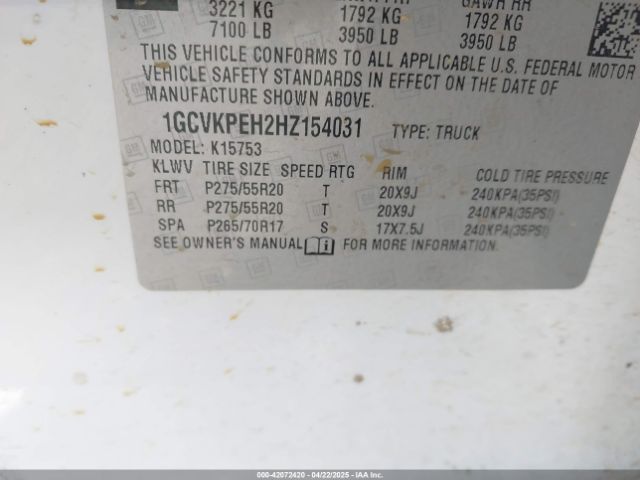 3221 KG 1792 KG 1792 KG
7100 LB 3950 LB 3950 LB
THIS VEHICLE CONFORMS TO ALL APPLICABLE U.S. FEDERAL MOTOR
VEHICLE SAFETY STANDARDS IN EFFECT ON THE DATE OF
MANUFACTURE SHOWN ABOVE.
1GCVKPEH2HZ154031 TYPE: TRUCK
MODEL: K15753
KLWV TIRE SIZE SPEED RTG RIM COLD TIRE PRESSURE
FRT P275/55R20 T 20X9J 240KPA(35PSI)
RR P275/55R20 T 20X9J 240KPA(35PSI)
SPA P265/70R17 S 17X7.5J 240KPA(35PSI)
SEE OWNER'S MANUAL FOR MORE INFORMATION.
000-42072420 - 04/22/2025 - IAA, Inc.